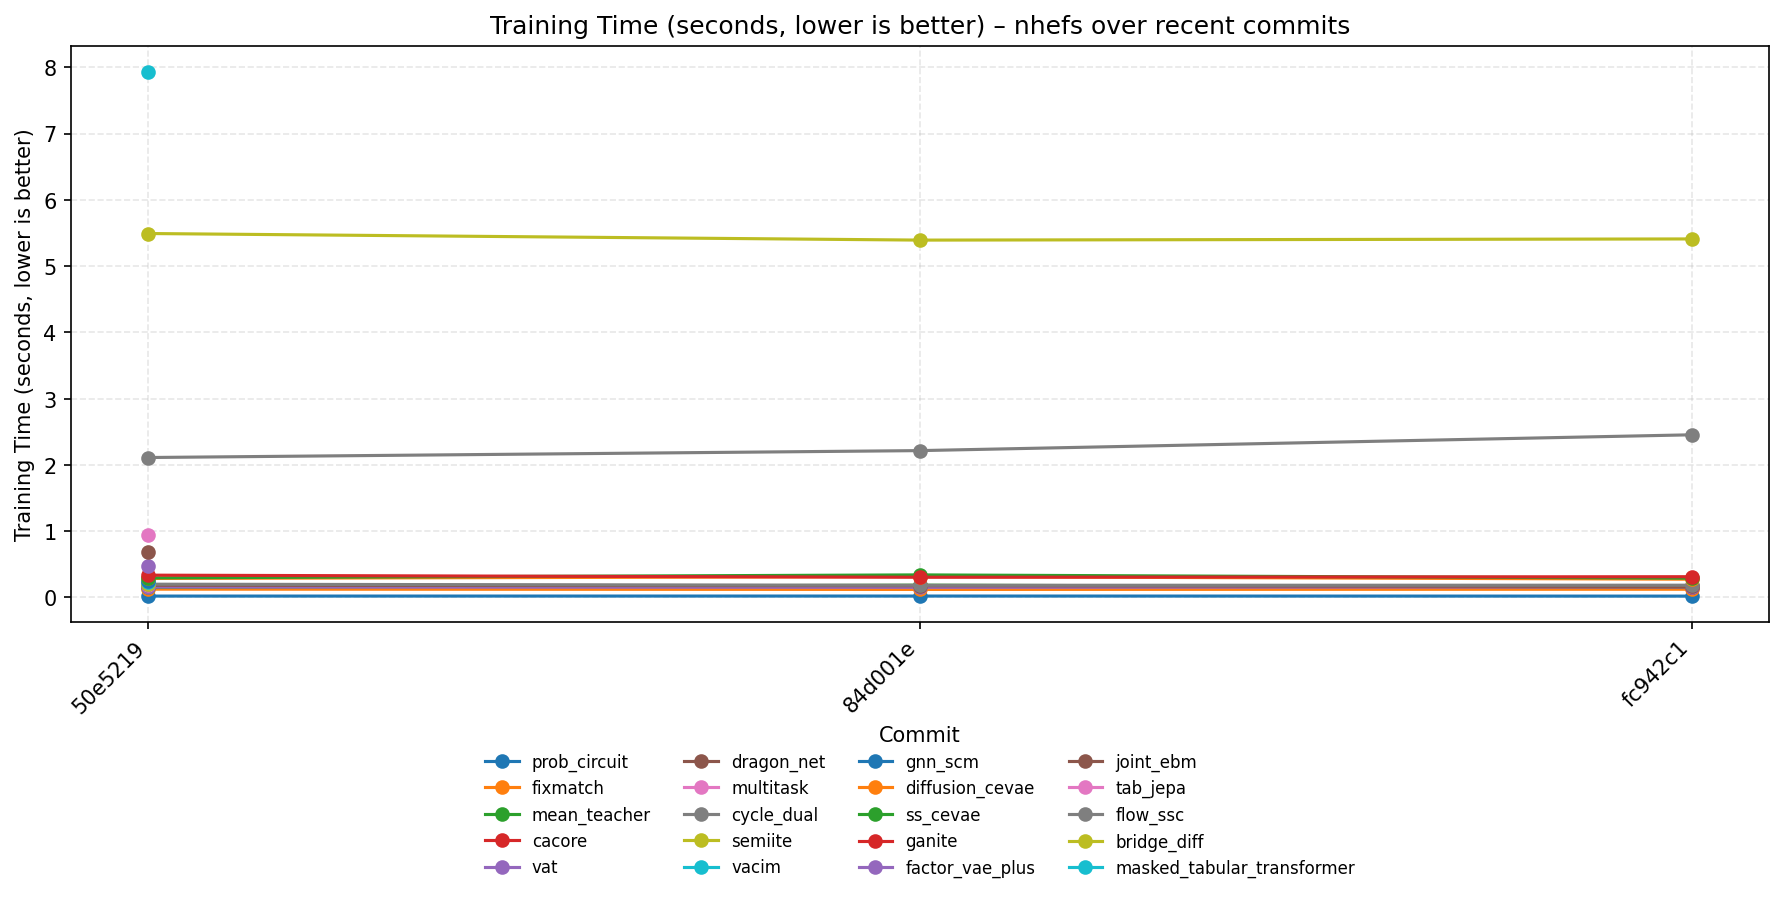 Training Time (seconds, lower is better) – nhefs over recent commits
Training Time (seconds, lower is better)
8
7
6
5
4
3
2
1
0
50e5219
84d001e
fc942c1
Commit
prob_circuit
fixmatch
mean_teacher
cacore
vat
dragon_net
multitask
cycle_dual
semiite
vacim
gnn_scm
diffusion_cevae
ss_cevae
ganite
factor_vae_plus
joint_ebm
tab_jepa
flow_ssc
bridge_diff
masked_tabular_transformer